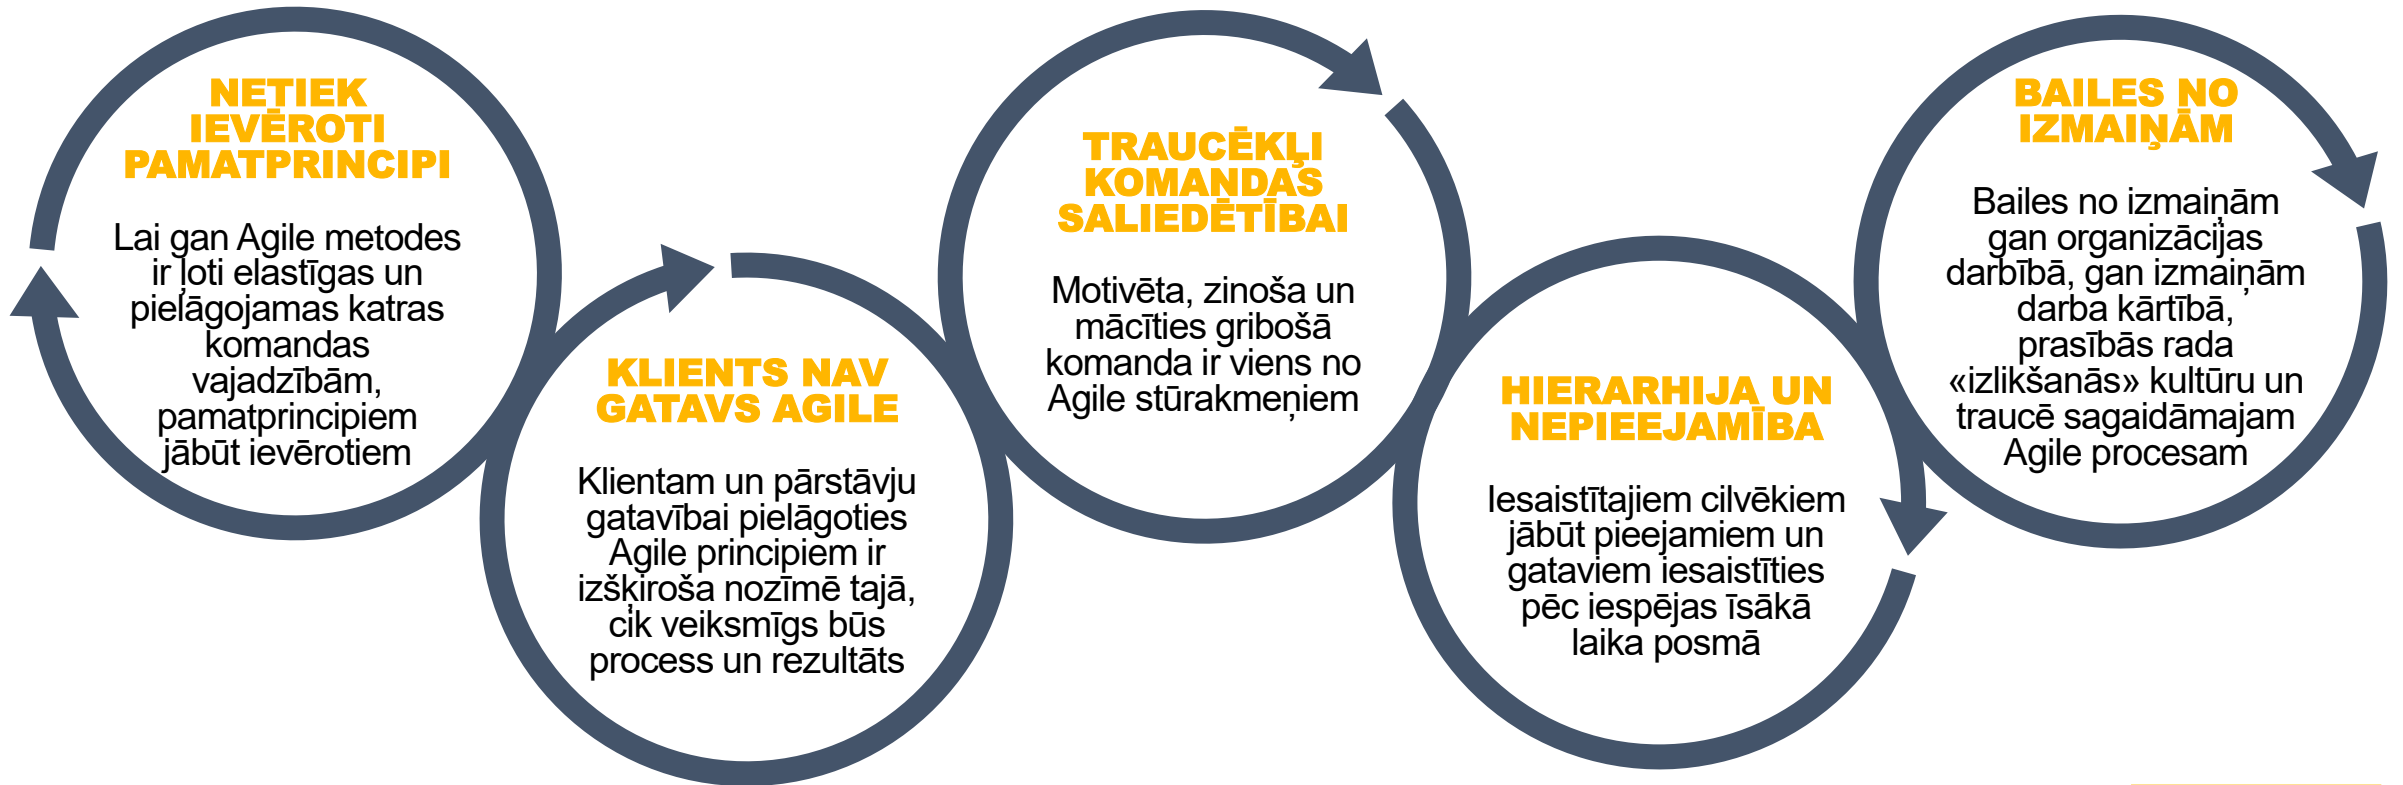 NETIEK
IEVĒROTI
PAMATPRINCIPI
Lai gan Agile metodes
ir ļoti elastīgas un
pielāgojamas katras
komandas
vajadzībām,
pamatprincipiem
jābūt ievērotiem
KLIENTS NAV
GATAVS AGILE
Klientam un pārstāvju
gatavībai pielāgoties
Agile principiem ir
izšķiroša nozīmē tajā,
cik veiksmīgs būs
process un rezultāts
TRAUCĒKĻI
KOMANDAS
SALIEDĒTĪBAI
Motivēta, zinoša un
mācīties gribošā
komanda ir viens no
Agile stūrakmeņiem
HIERARHIJA UN
NEPIEEJAMĪBA
Iesaistītajiem cilvēkiem
jābūt pieejamiem un
gataviem iesaistīties
pēc iespējas īsākā
laika posmā
BAILES NO
IZMAIŅĀM
Bailes no izmaiņām
gan organizācijas
darbībā, gan izmaiņām
darba kārtībā,
prasībās rada
«izlikšanās» kultūru un
traucē sagaidāmajam
Agile procesam